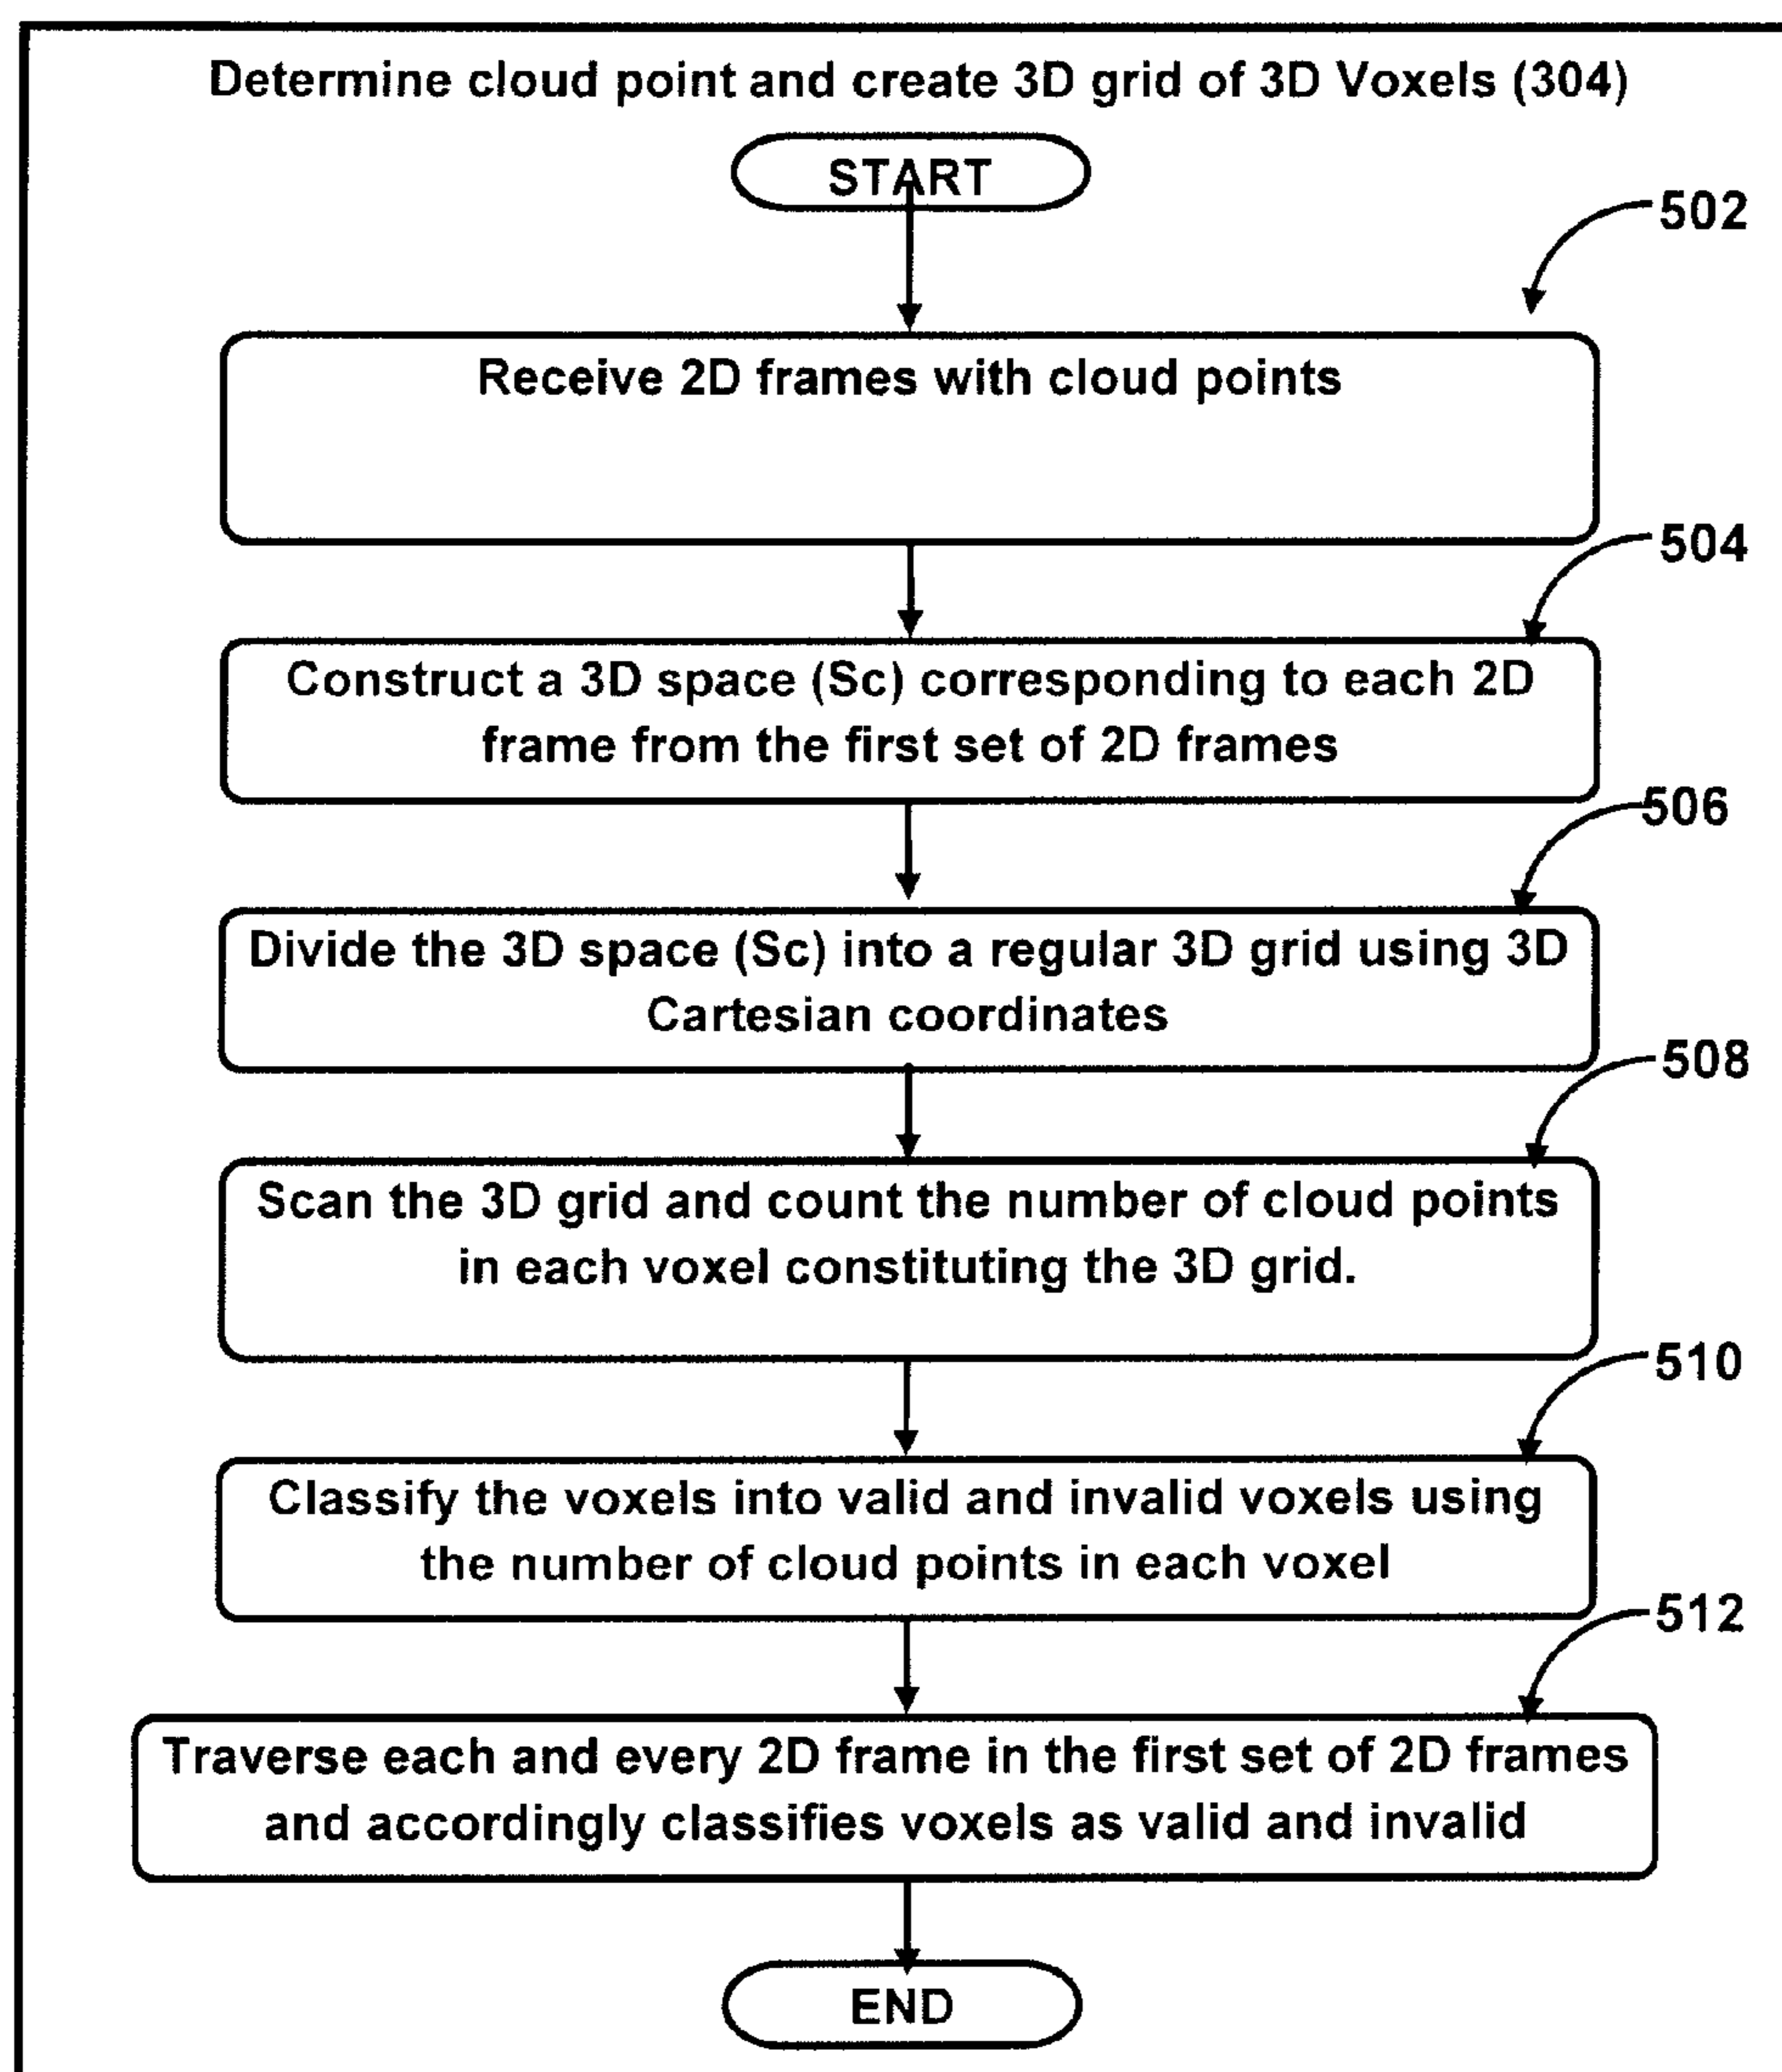 Determine cloud point and create 3D grid of 3D Voxels (304)
START
502
Receive 2D frames with cloud points
504
Construct a 3D space (Sc) corresponding to each 2D
frame from the first set of 2D frames
506
Divide the 3D space (Sc) into a regular 3D grid using 3D
Cartesian coordinates
508
Scan the 3D grid and count the number of cloud points
in each voxel constituting the 3D grid.
510
Classify the voxels into valid and invalid voxels using
the number of cloud points in each voxel
512
Traverse each and every 2D frame in the first set of 2D frames
and accordingly classifies voxels as valid and invalid
END